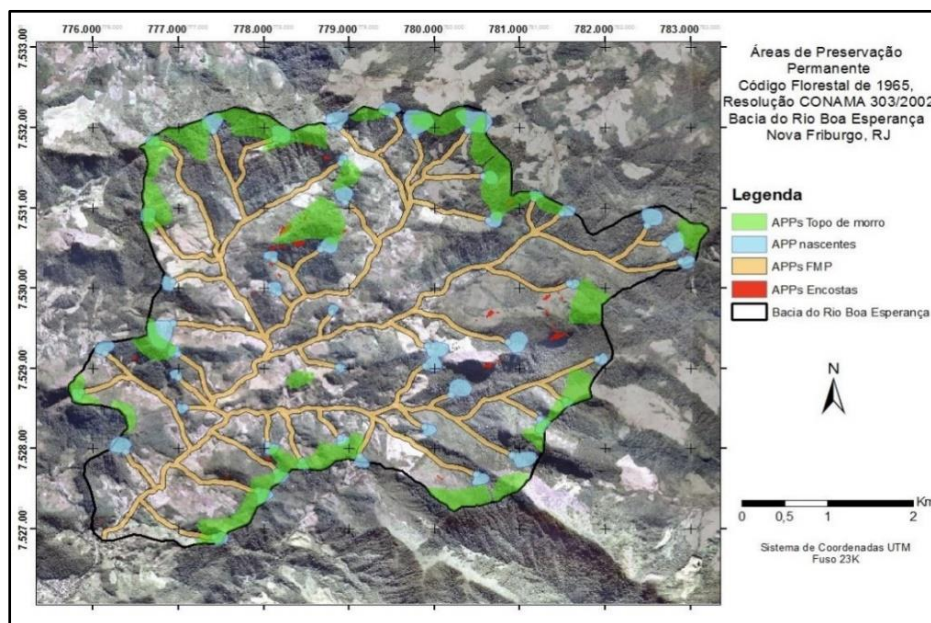 776.000 777.000 778.000 779.000 780.000 781.000 782.000 783.000
7.533.00
7.532.00
7.531.00
7.530.00
7.529.00
7.528.00
7.527.00
Áreas de Preservação
Permanente
Código Florestal de 1965,
Resolução CONAMA 303/2002
Bacia do Rio Boa Esperança
Nova Friburgo, RJ
Legenda
APPs Topo de morro
APP nascentes
APPs FMP
APPs Encostas
Bacia do Rio Boa Esperança
N
Km
0 0,5 1 2
Sistema de Coordenadas UTM
Fuso 23K